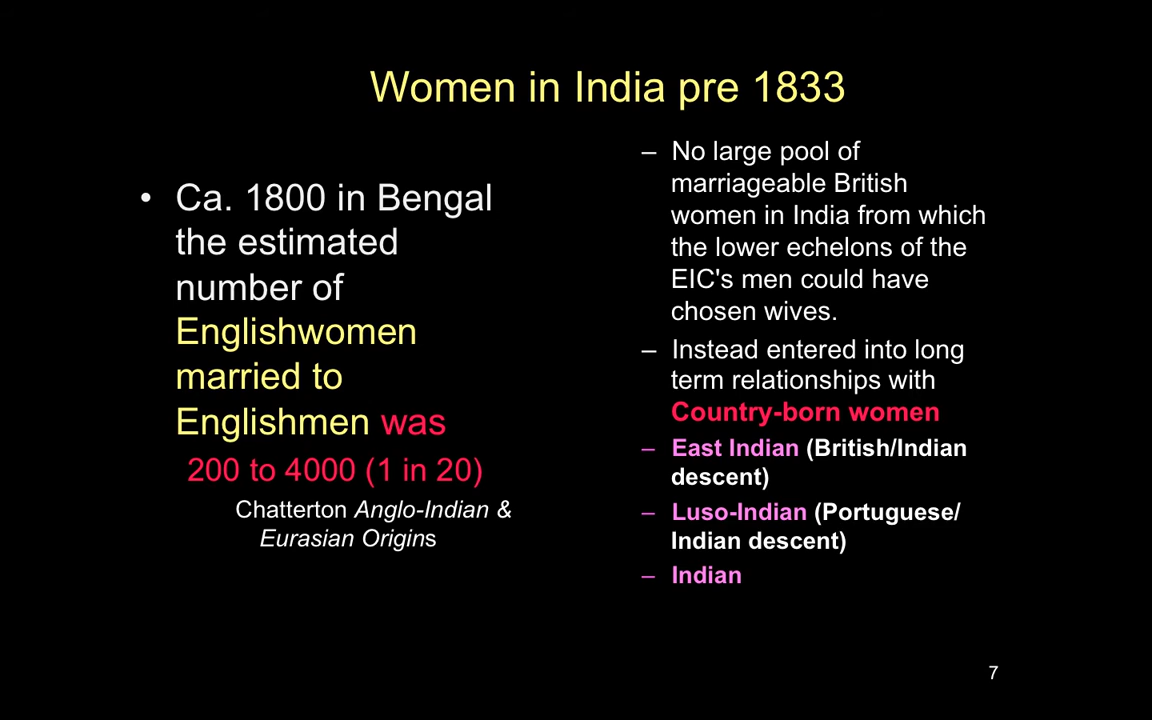 Women in India pre 1833
• Ca. 1800 in Bengal
the estimated
number of
Englishwomen
married to
Englishmen was
200 to 4000 (1 in 20)
Chatterton Anglo-Indian &
Eurasian Origins
– No large pool of
marriageable British
women in India from which
the lower echelons of the
EIC's men could have
chosen wives.
– Instead entered into long
term relationships with
Country-born women
– East Indian (British/Indian
descent)
– Luso-Indian (Portuguese/
Indian descent)
– Indian
7